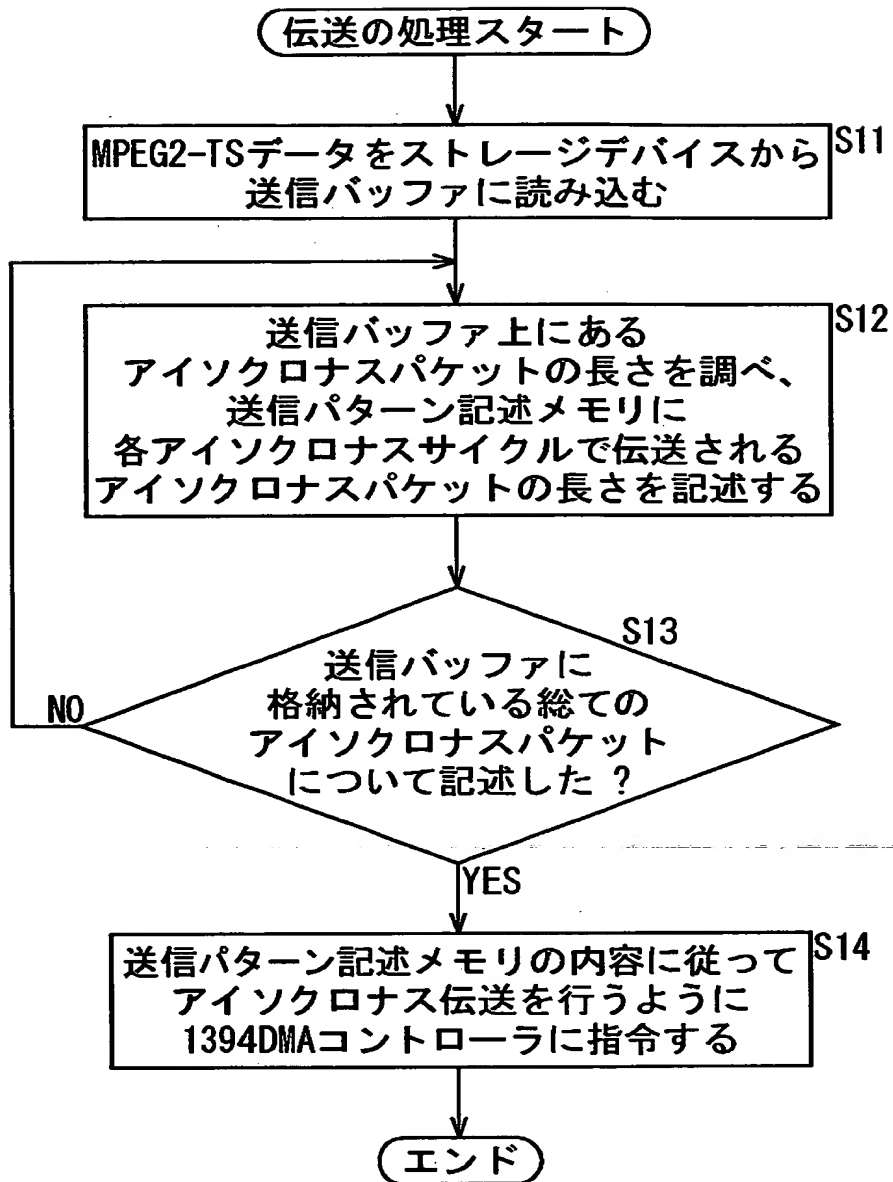 伝送の処理スタート
S11
MPEG2-TSデータをストレージデバイスから
送信バッファに読み込む
S12
送信バッファ上にある
アイソクロナスパケットの長さを調べ、
送信パターン記述メモリに
各アイソクロナスサイクルで伝送される
アイソクロナスパケットの長さを記述する
S13
送信バッファに
格納されている総ての
アイソクロナスパケット
について記述した ?
NO
YES
S14
送信パターン記述メモリの内容に従って
アイソクロナス伝送を行うように
1394DMAコントローラに指令する
エンド